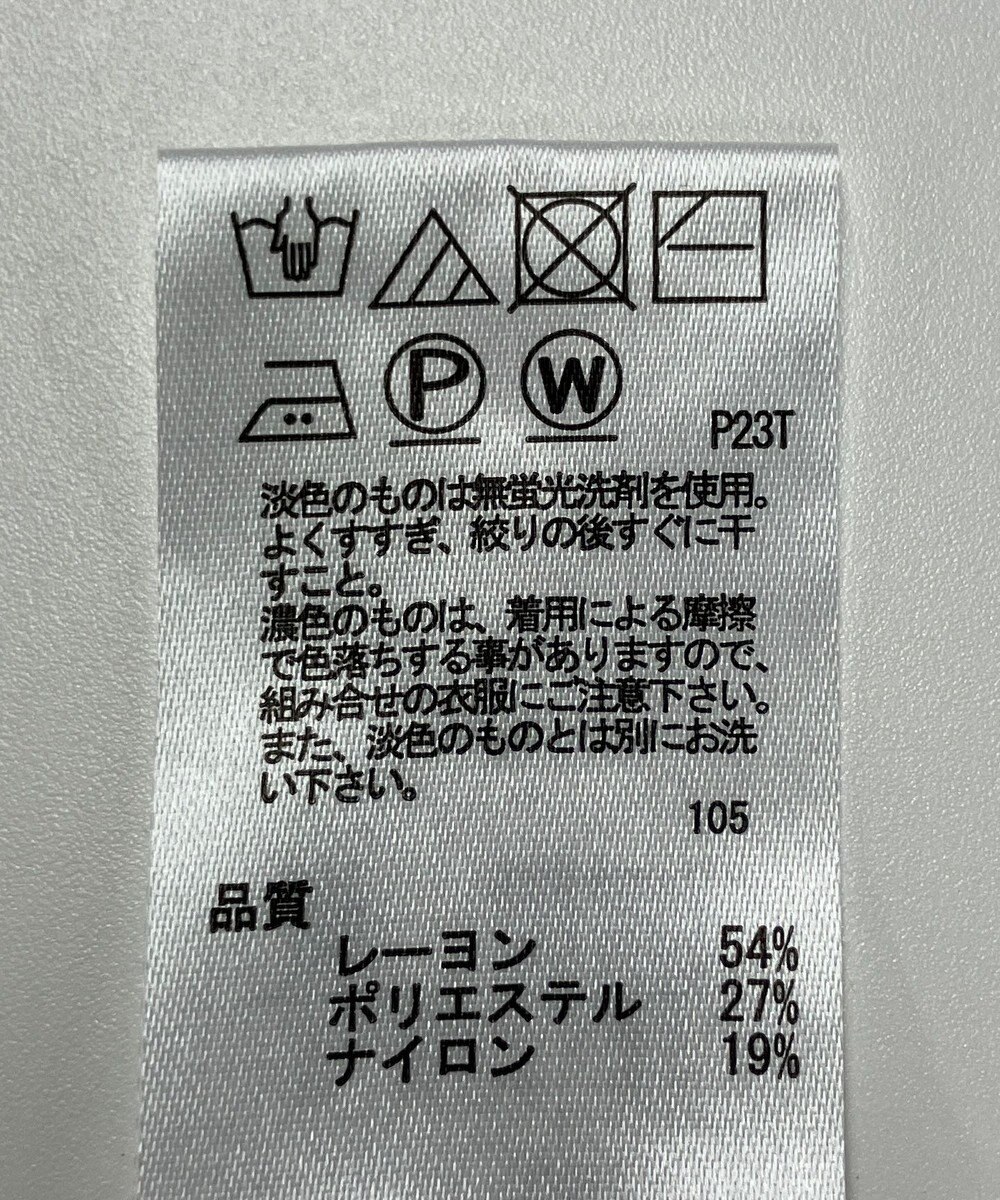 P W
P23T
淡色のものは無蛍光洗剤を使用。
よくすすぎ、絞りの後すぐに干
すこと。
濃色のものは、着用による摩擦
で色落ちする事がありますので、
組み合せの衣服にご注意下さい。
また、淡色のものとは別にお洗
い下さい。
105
品質
レーヨン 54%
ポリエステル 27%
ナイロン 19%